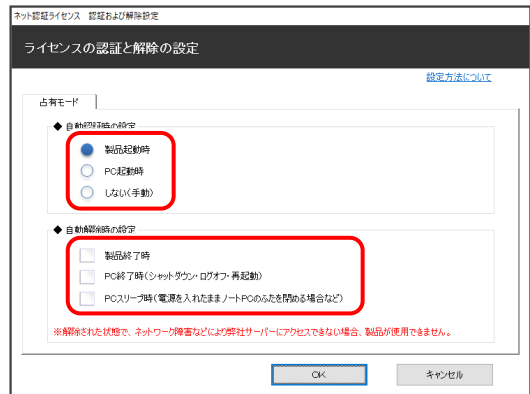 ネット認証ライセンス 認証および解除設定
ライセンスの認証と解除の設定
設定方法について
占有モード
◆ 自動認証時の設定
製品起動時
PC起動時
しない(手動)
◆ 自動解除時の設定
製品終了時
PC終了時(シャットダウン・ログオフ・再起動)
PCスリープ時(電源を入れたままノートPCのふたを閉める場合など)
※解除された状態で、ネットワーク障害などにより弊社サーバーにアクセスできない場合、製品が使用できません。
OK
キャンセル